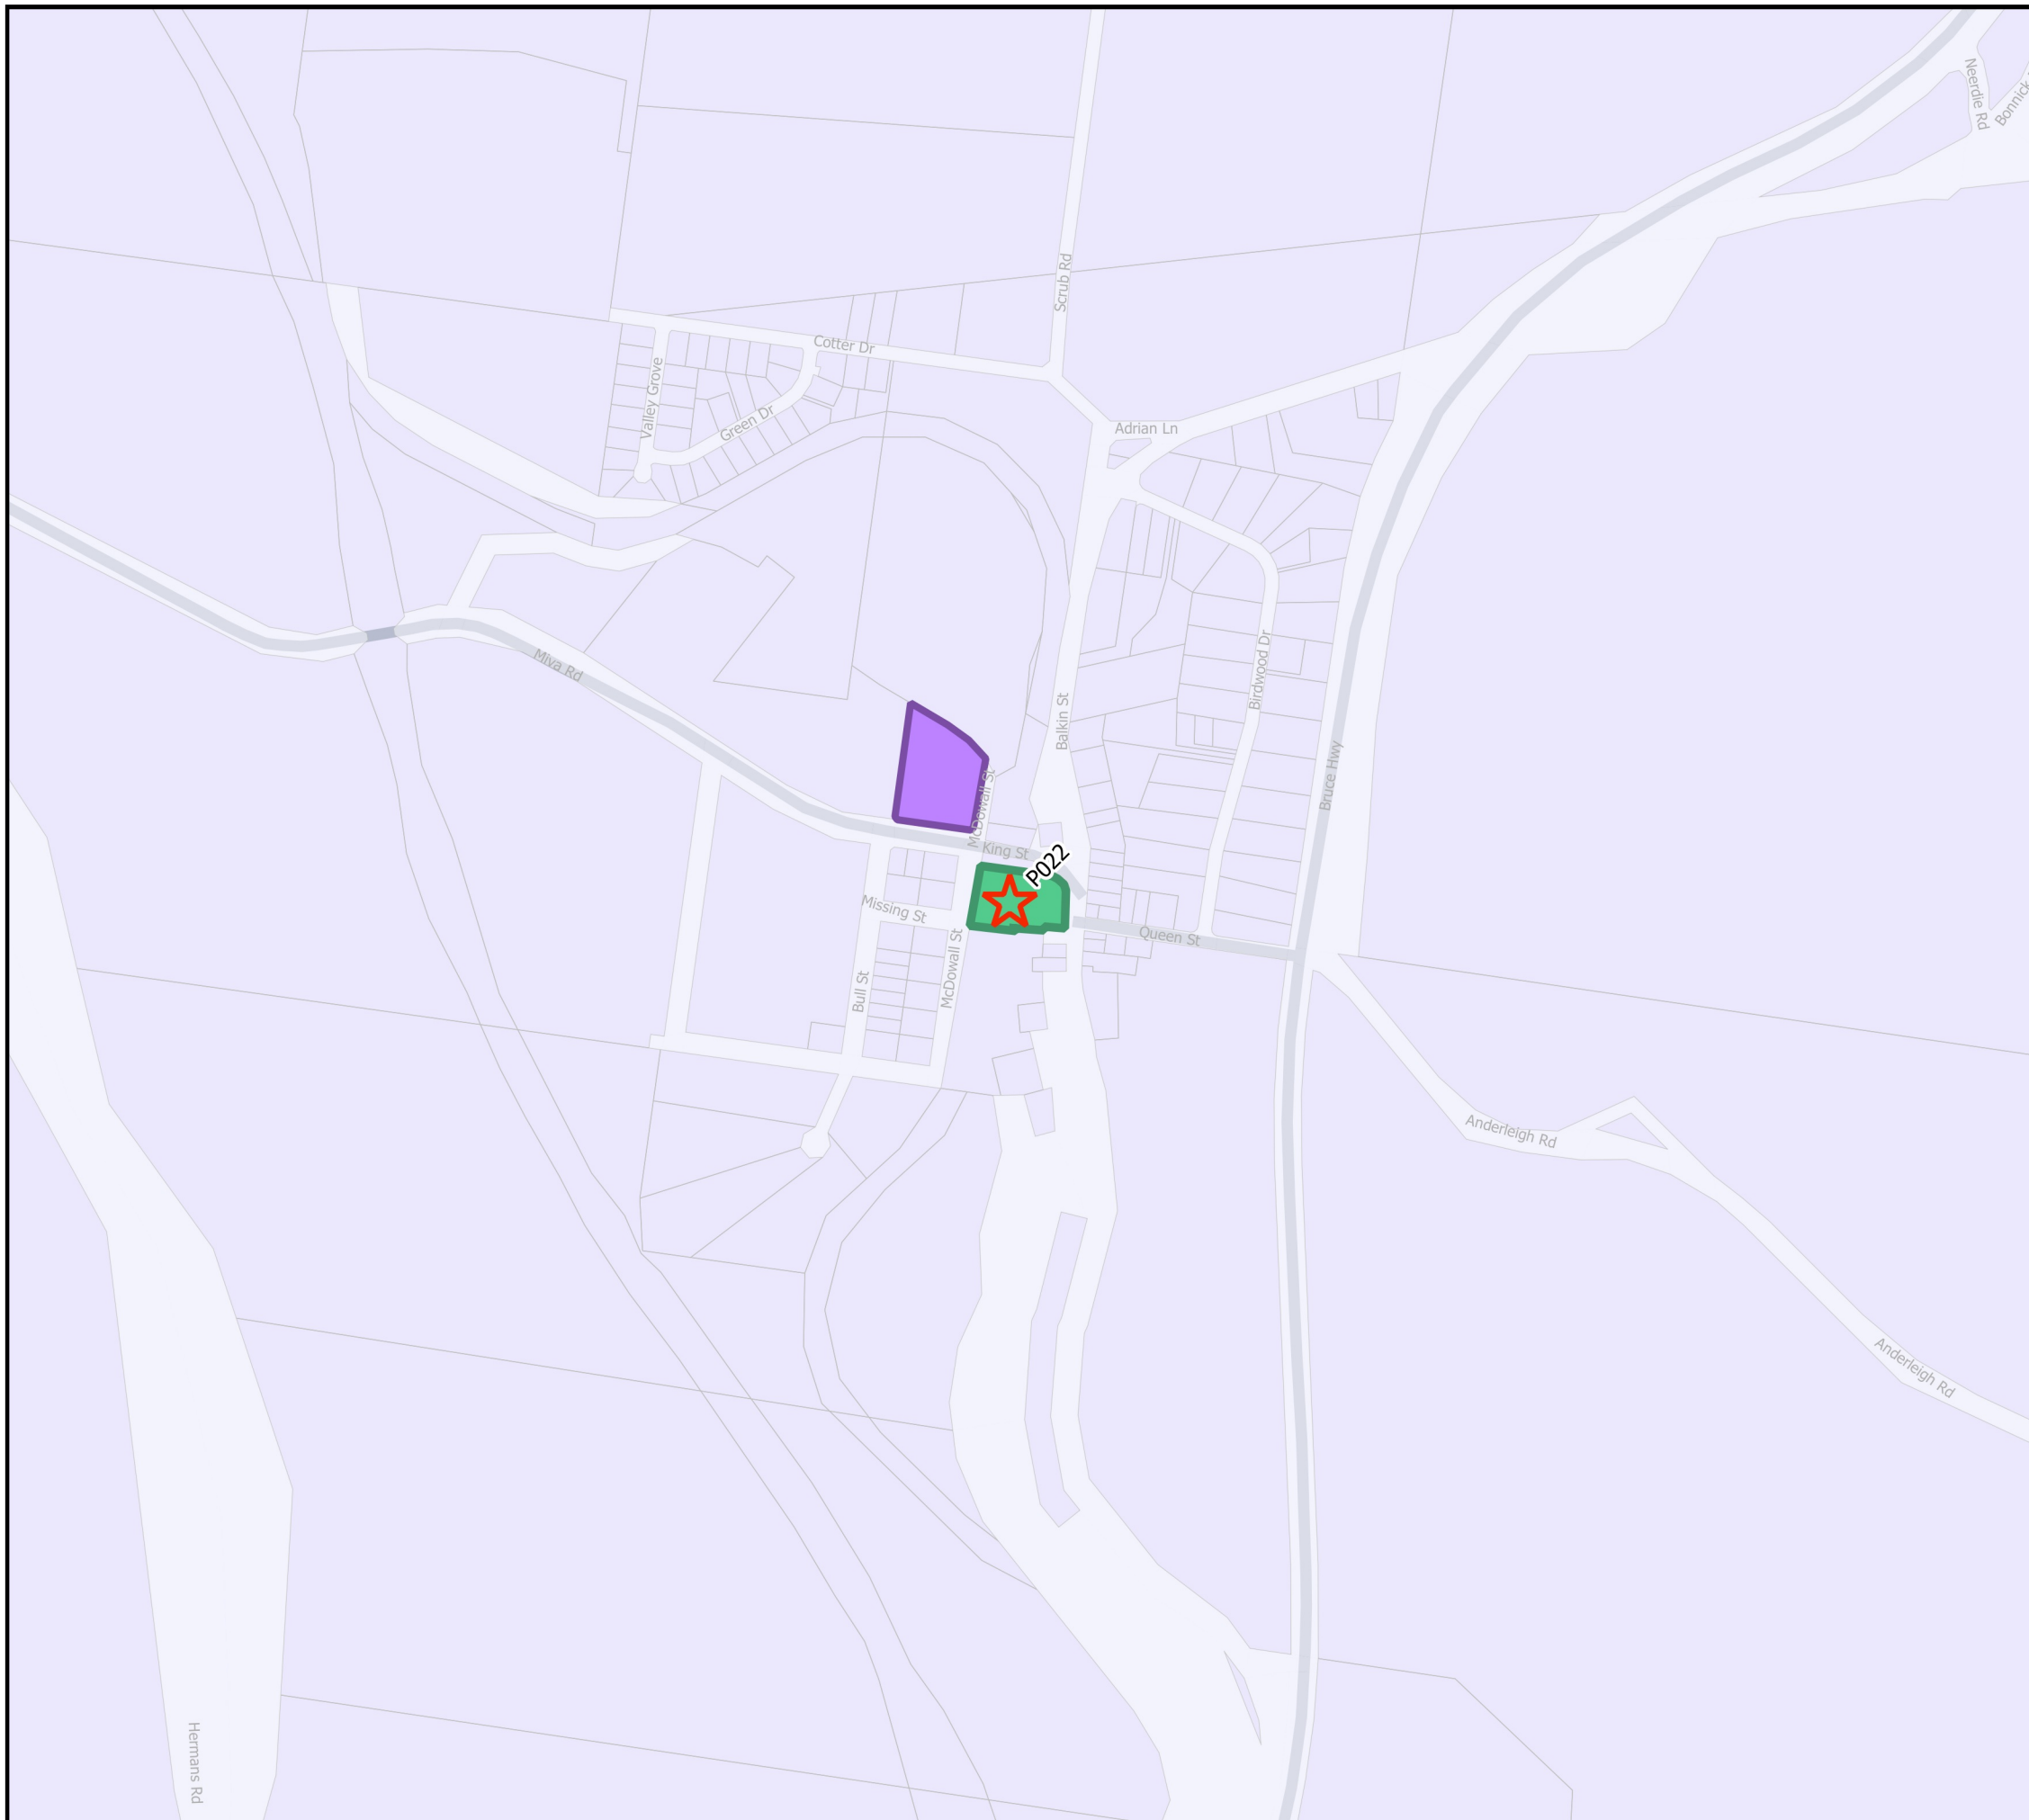 Neerdie Rd
Bonnick
Scrub Rd
Cotter Dr
Valley Grove
Green Dr
Adrian Ln
Birdwood Dr
Miva Rd
Balkin St
Bruce Hwy
McDowall St
King St
P022
Missing St
Queen St
McDowall St
Bull St
Anderleigh Rd
Anderleigh Rd
Hermans Rd